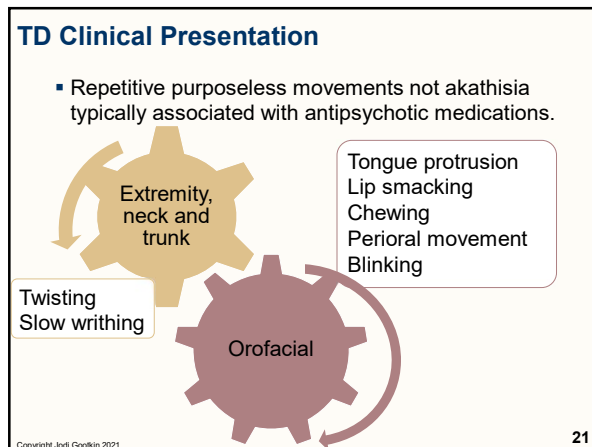 TD Clinical Presentation
▪ Repetitive purposeless movements not akathisia
typically associated with antipsychotic medications.
Extremity,
neck and
trunk
Tongue protrusion
Lip smacking
Chewing
Perioral movement
Blinking
Twisting
Slow writhing
Orofacial
Copyright Jodi Gootkin 2021
21